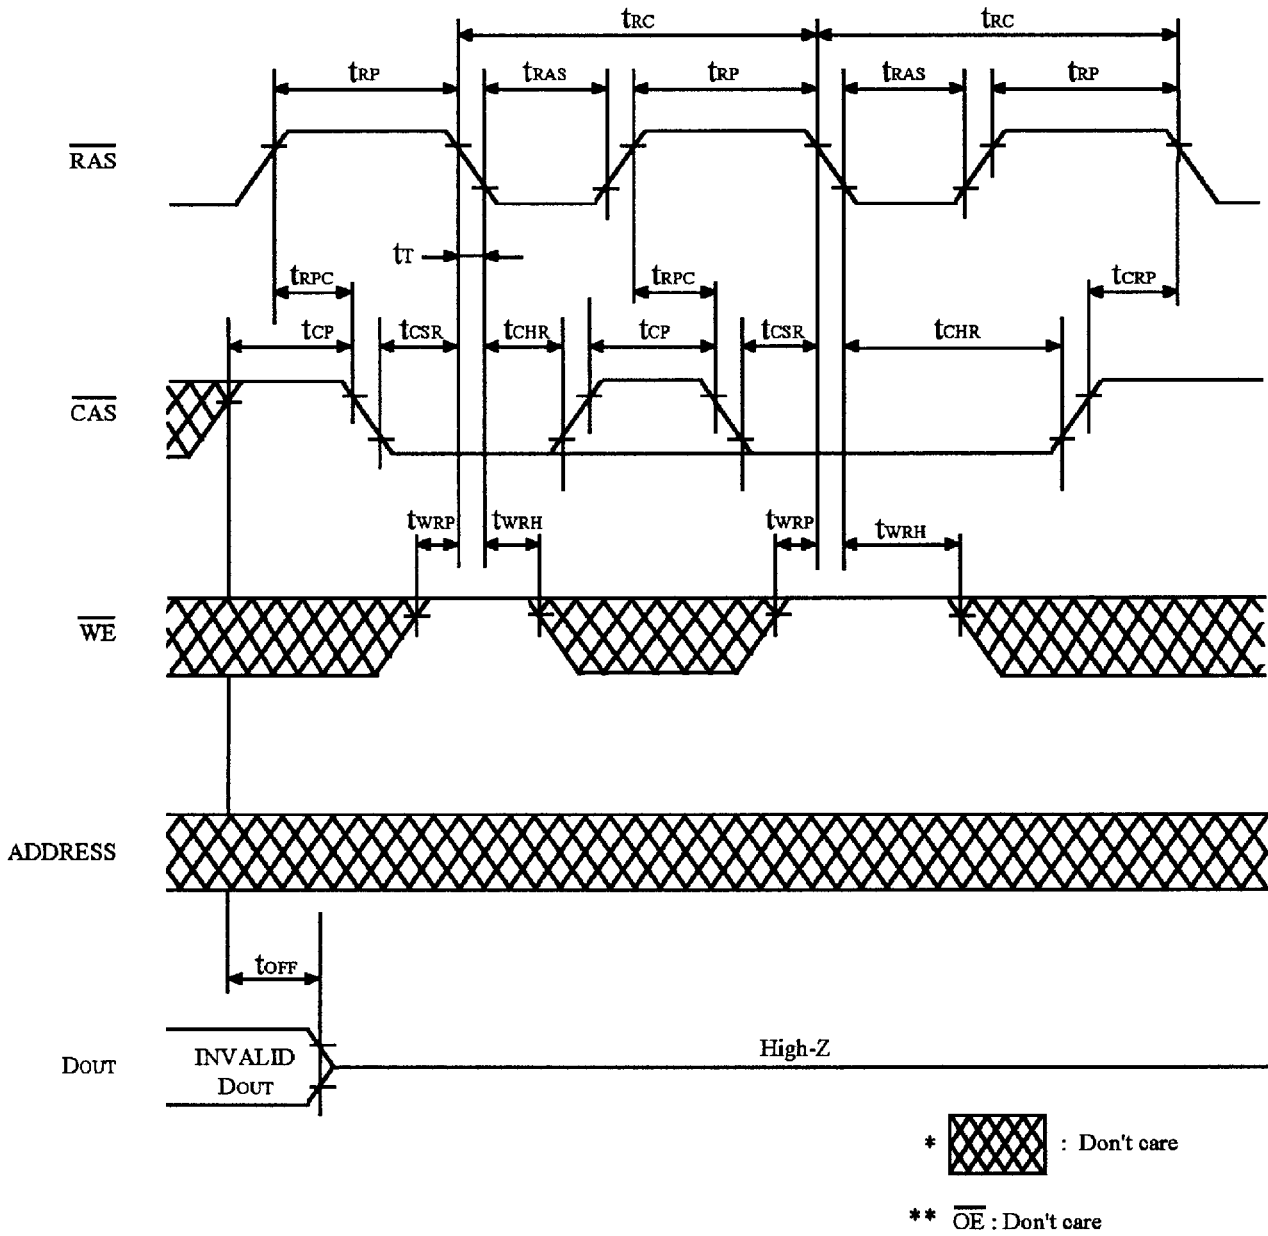 tRC tRC
tRP tRAS tRP tRAS tRP
RAS
tT
tRPC tRPC tCRP
tCP tCSR tCHR tCP tCSR tCHR
CAS
tWRP tWRH tWRP tWRH
WE
ADDRESS
tOFF
DOUT
INVALID
DOUT
High-Z
* : Don't care
** OE : Don't care